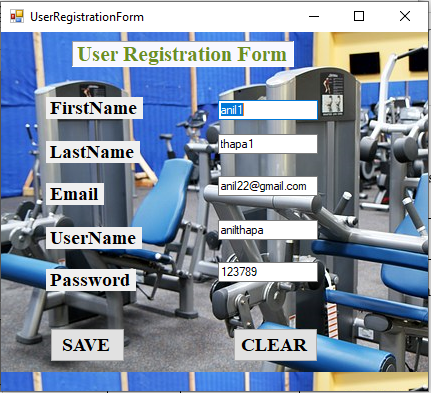 UserRegistrationForm
User Registration Form
FirstName anil1
LastName thapa1
Email anil22@gmail.com
UserName anilthapa
Password 123789
SAVE CLEAR